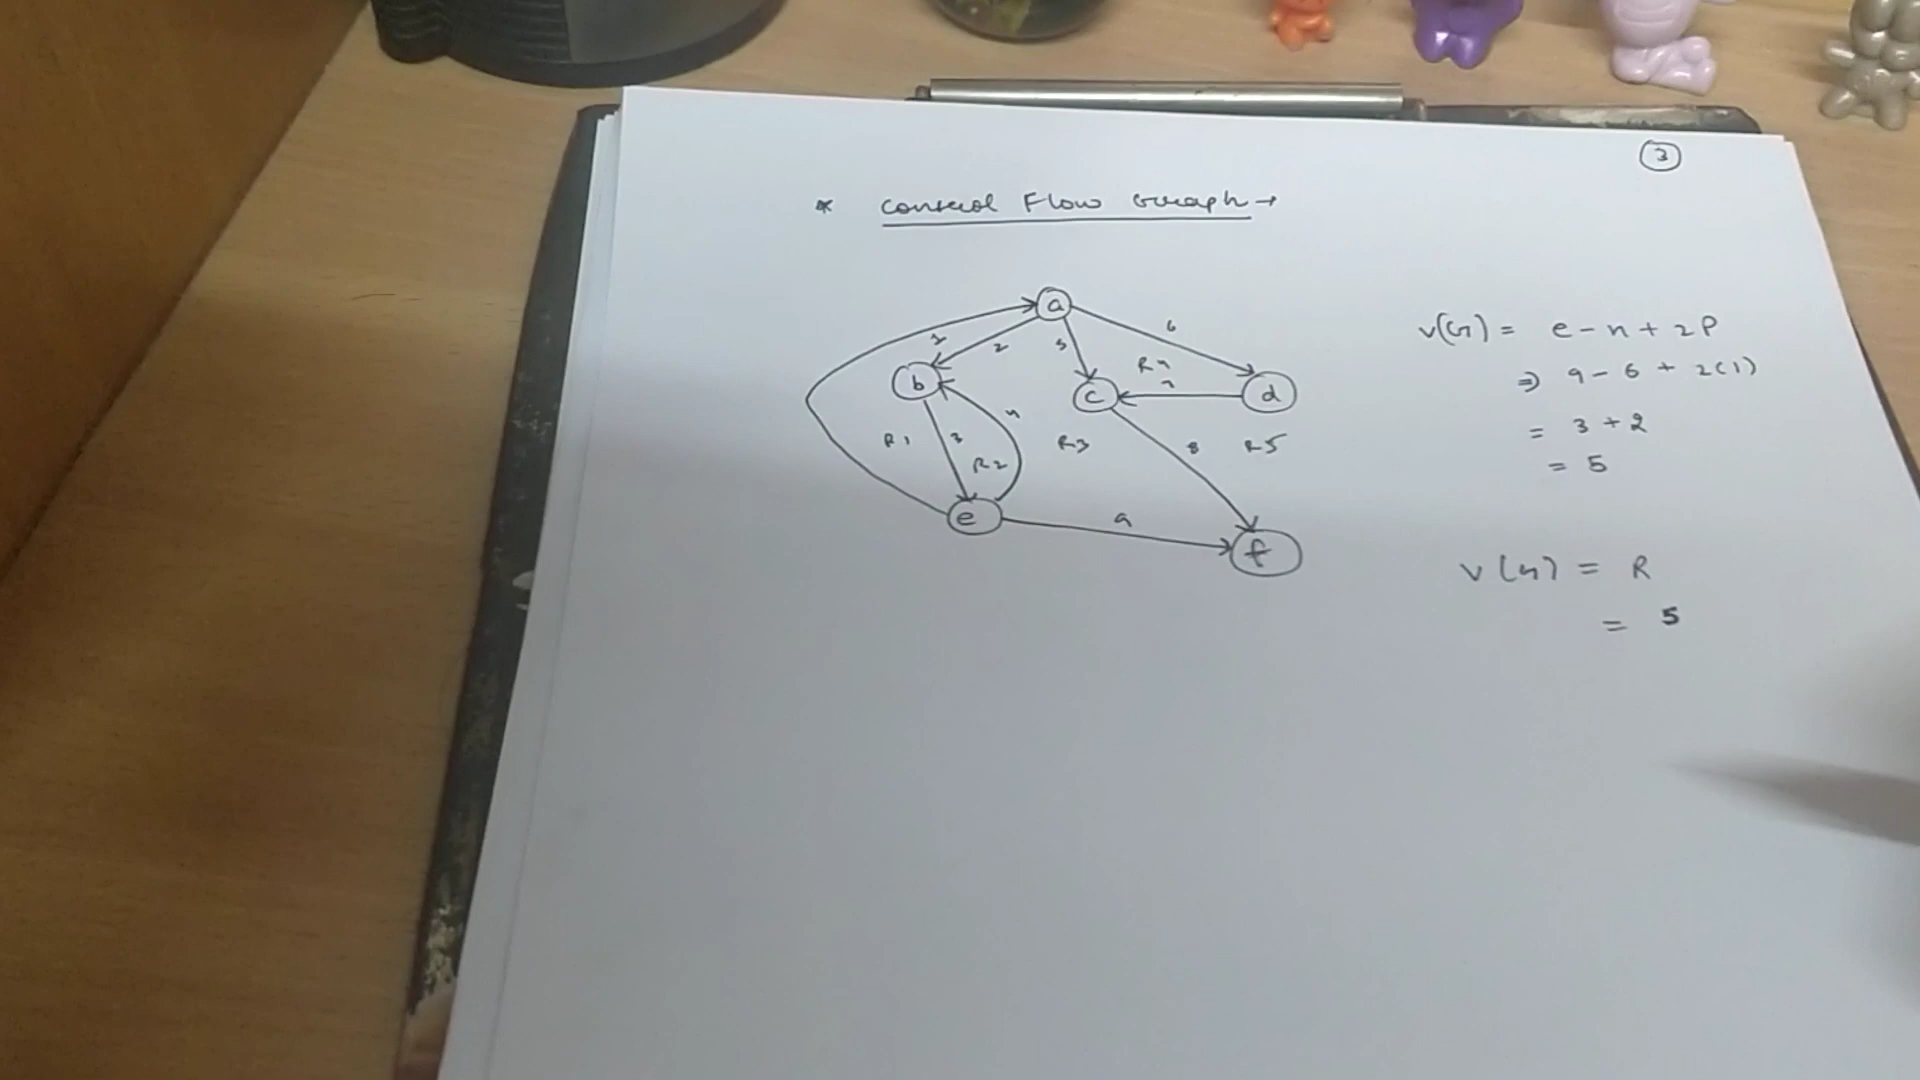 3
* Control Flow Graph →
a
1
2
5
6
R4
7
b
c
d
4
R1
3
R2
R3
8
R5
e
9
f
V(G) = e - n + 2P
⇒ 9 - 6 + 2(1)
= 3 + 2
= 5
V(G) = R
= 5